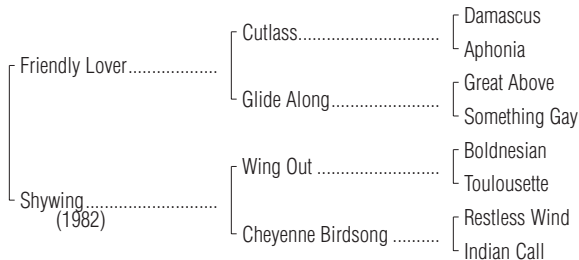 Damascus
Cutlass
Aphonia
Friendly Lover
Great Above
Glide Along
Something Gay
Boldnesian
Wing Out
Toulousette
Shywing
(1982)
Restless Wind
Cheyenne Birdsong
Indian Call